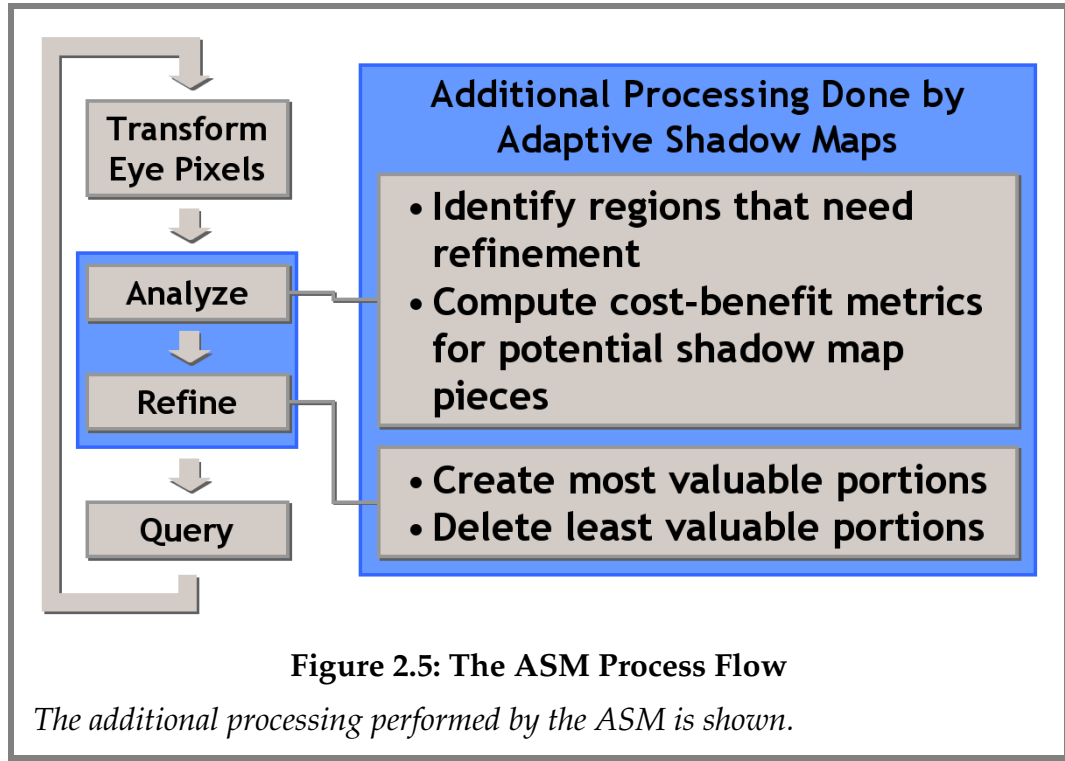 Transform
Eye Pixels
Analyze
Refine
Query
Additional Processing Done by
Adaptive Shadow Maps
• Identify regions that need
refinement
• Compute cost-benefit metrics
for potential shadow map
pieces
• Create most valuable portions
• Delete least valuable portions
Figure 2.5: The ASM Process Flow
The additional processing performed by the ASM is shown.